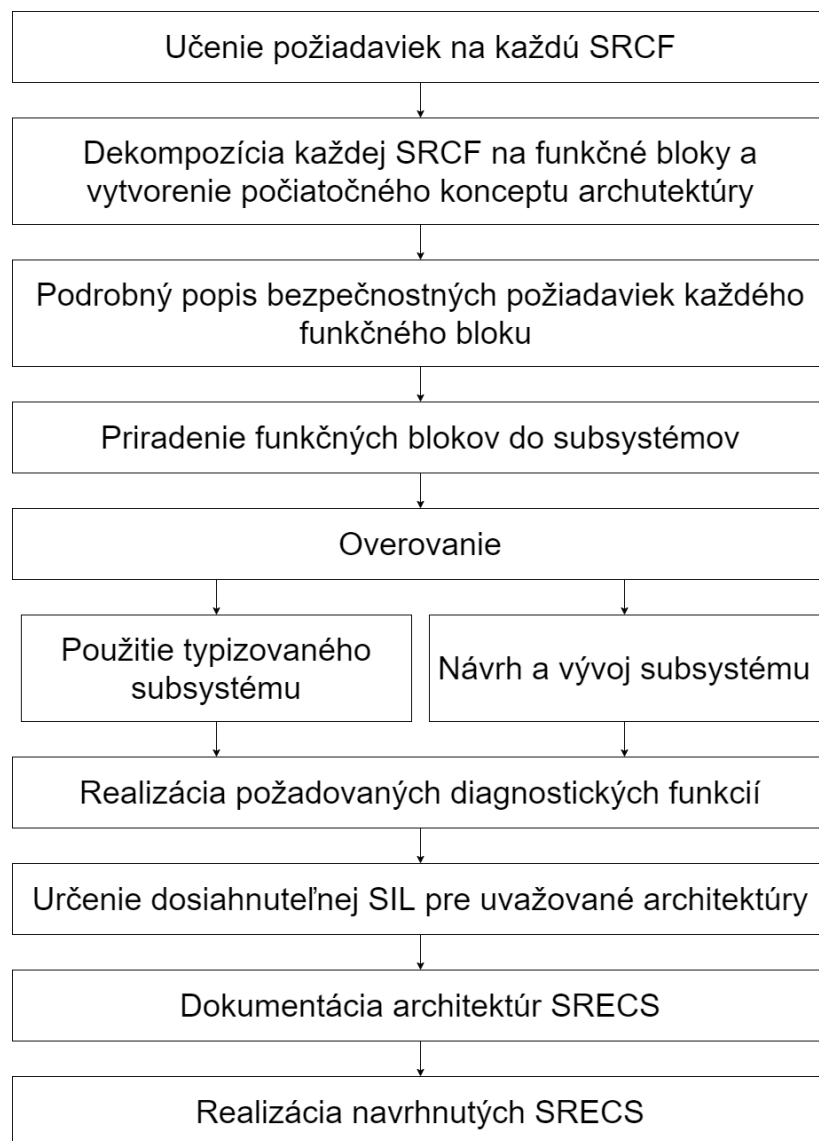 Učenie požiadaviek na každú SRCF
Dekompozícia každej SRCF na funkčné bloky a
vytvorenie počiatočného konceptu archutektúry
Podrobný popis bezpečnostných požiadaviek každého
funkčného bloku
Priradenie funkčných blokov do subsystémov
Overovanie
Použitie typizovaného
subsystému
Návrh a vývoj subsystému
Realizácia požadovaných diagnostických funkcií
Určenie dosiahnuteľnej SIL pre uvažované architektúry
Dokumentácia architektúr SRECS
Realizácia navrhnutých SRECS